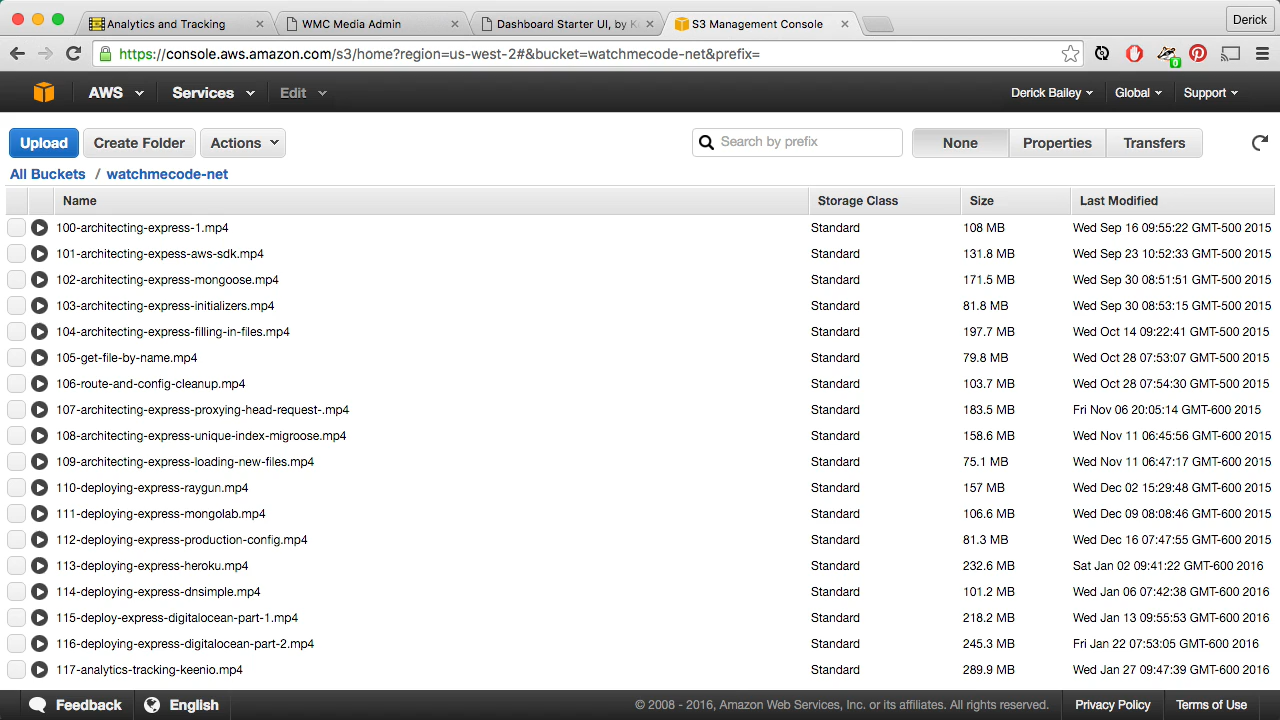 Analytics and Tracking
WMC Media Admin
Dashboard Starter UI, by K
S3 Management Console
Derick
https://console.aws.amazon.com/s3/home?region=us-west-2#&bucket=watchmecode-net&prefix=
0
AWS Services Edit Derick Bailey Global Support
Upload Create Folder Actions Search by prefix None Properties Transfers
All Buckets / watchmecode-net
Name Storage Class Size Last Modified
100-architecting-express-1.mp4 Standard 108 MB Wed Sep 16 09:55:22 GMT-500 2015
101-architecting-expess-aws-sdk.mp4 Standard 131.8 MB Wed Sep 23 10:52:33 GMT-500 2015
102-architecting-express-mongoose.mp4 Standard 171.5 MB Wed Sep 30 08:51:51 GMT-500 2015
103-architecting-express-initializers.mp4 Standard 81.8 MB Wed Sep 30 08:53:15 GMT-500 2015
104-architecting-express-filling-in-files.mp4 Standard 197.7 MB Wed Oct 14 09:22:41 GMT-500 2015
105-get-file-by-name.mp4 Standard 79.8 MB Wed Oct 28 07:53:07 GMT-500 2015
106-route-and-config-cleanup.mp4 Standard 103.7 MB Wed Oct 28 07:54:30 GMT-500 2015
107-architecting-express-proxying-head-request-.mp4 Standard 183.5 MB Fri Nov 06 20:05:14 GMT-600 2015
108-architecting-express-unique-index-migroose.mp4 Standard 158.6 MB Wed Nov 11 06:45:56 GMT-600 2015
109-architecting-express-loading-new-files.mp4 Standard 75.1 MB Wed Nov 11 06:47:17 GMT-600 2015
110-deploying-express-raygun.mp4 Standard 157 MB Wed Dec 02 15:29:48 GMT-600 2015
111-deploying-express-mongolab.mp4 Standard 106.6 MB Wed Dec 09 08:08:46 GMT-600 2015
112-deploying-express-production-config.mp4 Standard 81.3 MB Wed Dec 16 07:47:55 GMT-600 2015
113-deploying-express-heroku.mp4 Standard 232.6 MB Sat Jan 02 09:41:22 GMT-600 2016
114-deploying-express-dnsimple.mp4 Standard 101.2 MB Wed Jan 06 07:42:38 GMT-600 2016
115-deploy-express-digitalocean-part-1.mp4 Standard 218.2 MB Wed Jan 13 09:55:53 GMT-600 2016
116-deploying-express-digitalocean-part-2.mp4 Standard 245.3 MB Fri Jan 22 07:53:05 GMT-600 2016
117-analytics-tracking-keenio.mp4 Standard 289.9 MB Wed Jan 27 09:47:39 GMT-600 2016
Feedback English © 2008 - 2016, Amazon Web Services, Inc. or its affiliates. All rights reserved. Privacy Policy Terms of Use